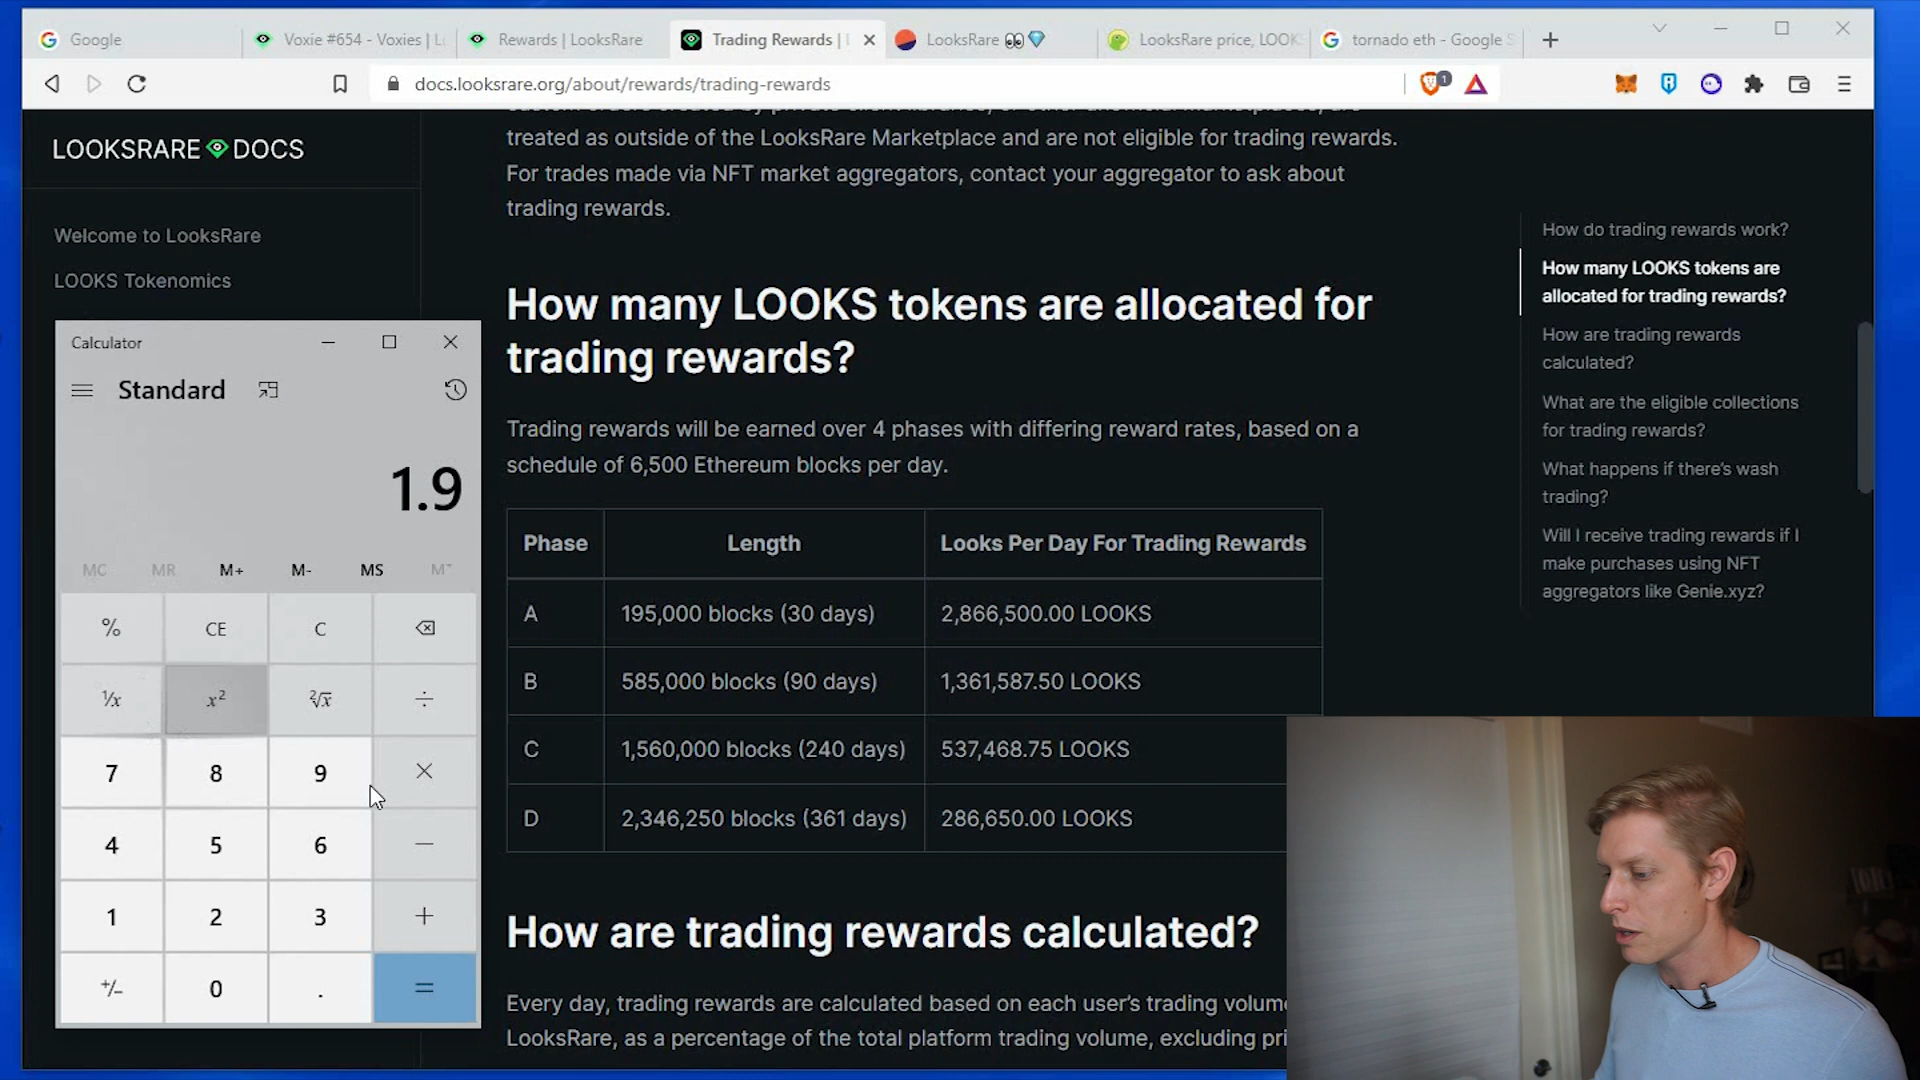 Google
Voxie #654 - Voxies |
Rewards | LooksRare
Trading Rewards |
LooksRare 👀💎
LooksRare price, LOOK
tornado eth - Google
docs.looksrare.org/about/rewards/trading-rewards
1
LOOKSRARE DOCS
Welcome to LooksRare
LOOKS Tokenomics
treated as outside of the LooksRare Marketplace and are not eligible for trading rewards.
For trades made via NFT market aggregators, contact your aggregator to ask about
trading rewards.
How many LOOKS tokens are allocated for
trading rewards?
Trading rewards will be earned over 4 phases with differing reward rates, based on a
schedule of 6,500 Ethereum blocks per day.
Phase Length Looks Per Day For Trading Rewards
A 195,000 blocks (30 days) 2,866,500.00 LOOKS
B 585,000 blocks (90 days) 1,361,587.50 LOOKS
C 1,560,000 blocks (240 days) 537,468.75 LOOKS
D 2,346,250 blocks (361 days) 286,650.00 LOOKS
How are trading rewards calculated?
Every day, trading rewards are calculated based on each user's trading volume
LooksRare, as a percentage of the total platform trading volume, excluding pri
How do trading rewards work?
How many LOOKS tokens are
allocated for trading rewards?
How are trading rewards
calculated?
What are the eligible collections
for trading rewards?
What happens if there's wash
trading?
Will I receive trading rewards if I
make purchases using NFT
aggregators like Genie.xyz?
Calculator
Standard
1.9
MC MR M+ M- MS M˅
% CE C
¹/x x² ²√x ÷
7 8 9 ×
4 5 6 −
1 2 3 +
+/− 0 . =